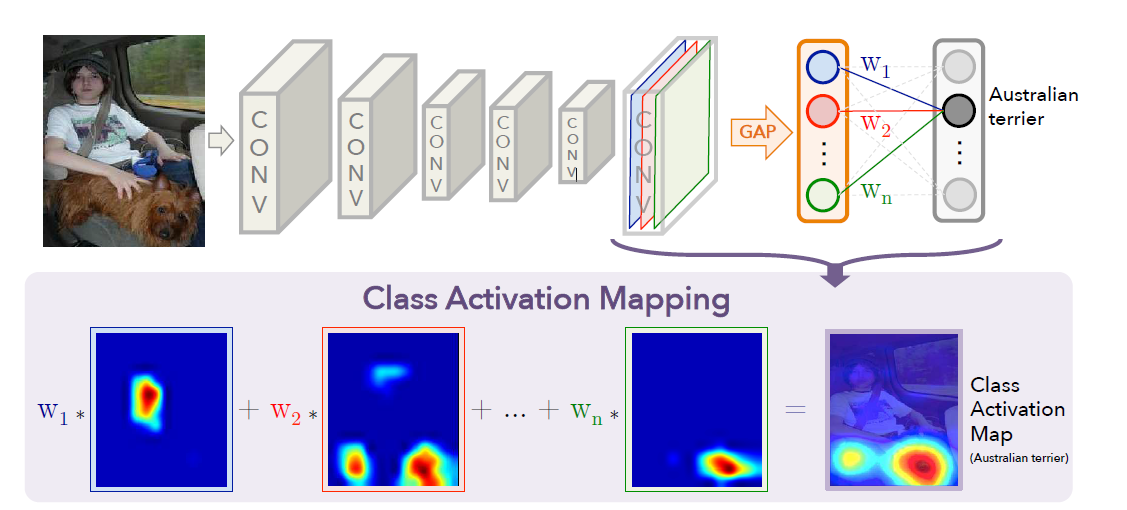 CONV
CONV
CONV
CONV
CONV
CONV
GAP
w1
w2
wn
Australian
terrier
Class Activation Mapping
w1 * + w2 * + ... + wn * =
Class
Activation
Map
(Australian terrier)